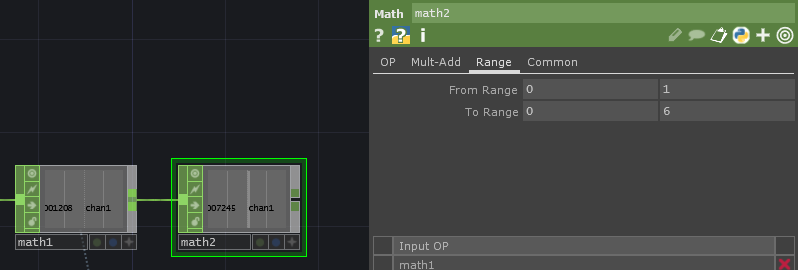 Math math2
? ? i
OP Mult-Add Range Common
From Range 0 1
To Range 0 6
001208 chan1
007245 chan1
math1
math2
Input OP
math1